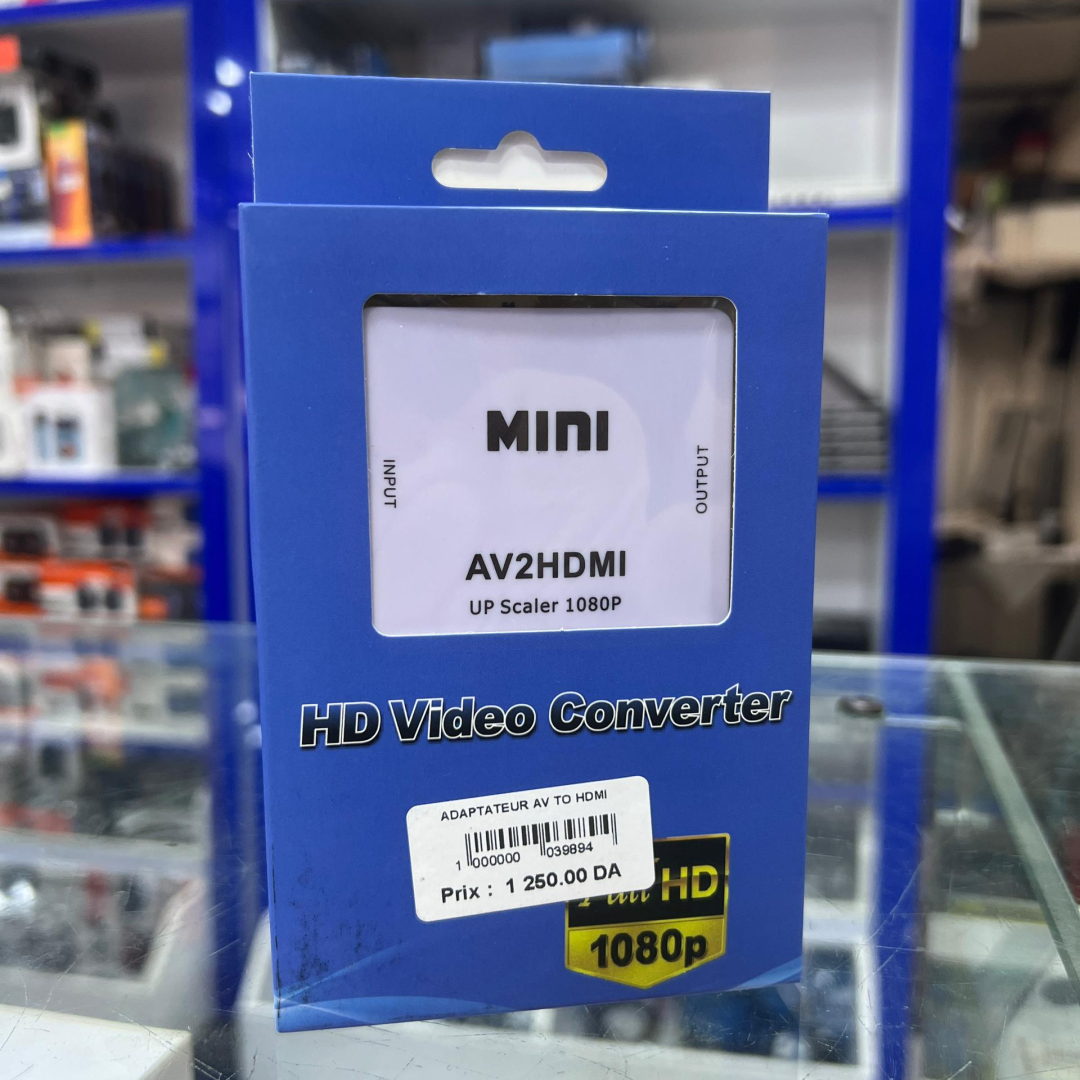 MINI
INPUT
OUTPUT
AV2HDMI
UP Scaler 1080P
HD Video Converter
ADAPTATEUR AV TO HDMI
1 000000 039894
Prix : 1 250.00 DA
Full HD
1080p